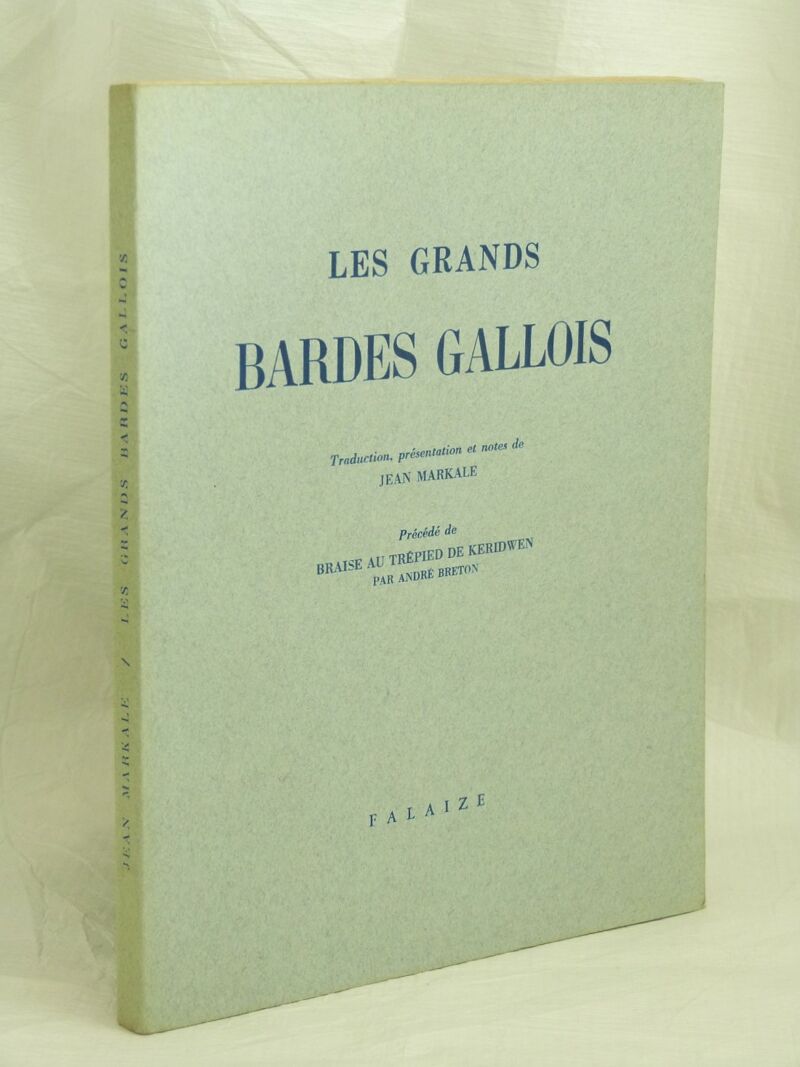 LES GRANDS
BARDES GALLOIS
Traduction, présentation et notes de
JEAN MARKALE
Précédé de
BRAISE AU TRÉPIED DE KERIDWEN
PAR ANDRÉ BRETON
FALAIZE
JEAN MARKALE / LES GRANDS BARDES GALLOIS